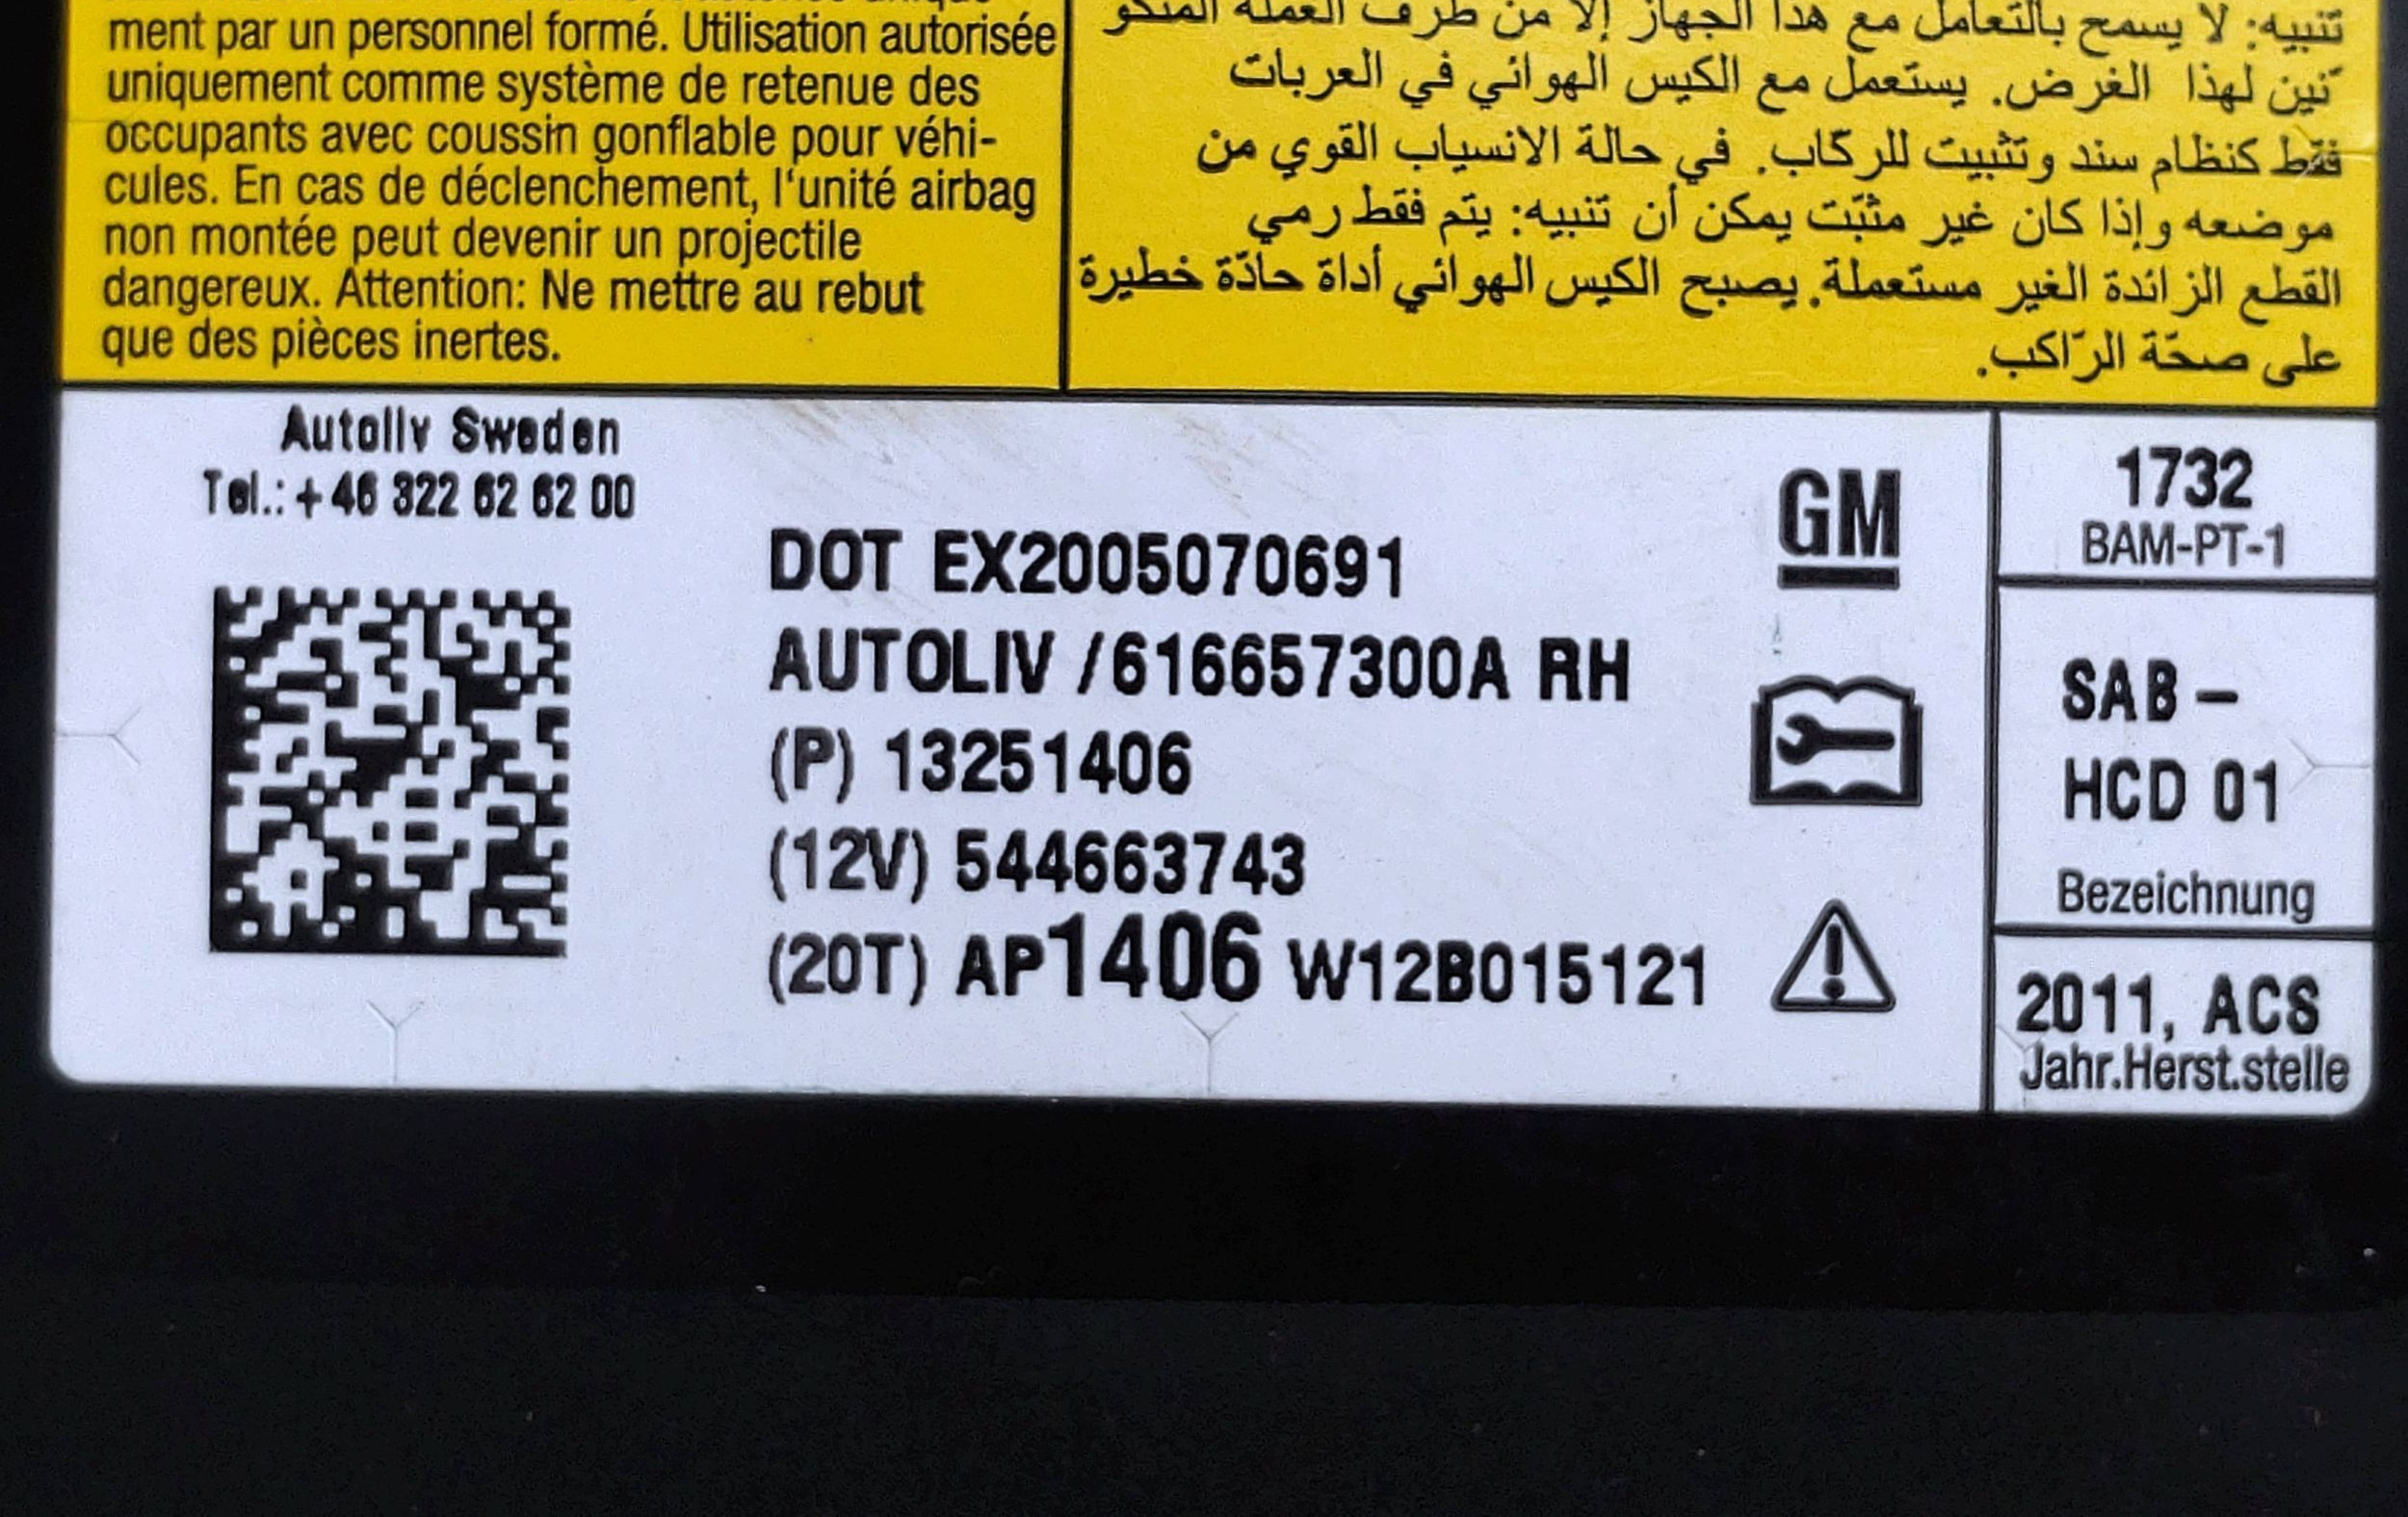 ment par un personnel formé. Utilisation autorisée
uniquement comme système de retenue des
occupants avec coussin gonflable pour véhi-
cules. En cas de déclenchement, l'unité airbag
non montée peut devenir un projectile
dangereux. Attention: Ne mettre au rebut
que des pièces inertes.
تنبيه: لا يسمح بالتعامل مع هذا الجهاز إلا من طرف العملة المتكو
نين لهذا الغرض. يستعمل مع الكيس الهوائي في العربات
فقط كنظام سند وتثبيت للركاب. في حالة الانسياب القوي من
موضعه وإذا كان غير مثبّت يمكن أن تنبيه: يتم فقط رمي
القطع الزائدة الغير مستعملة. يصبح الكيس الهوائي أداة حادّة خطيرة
على صحّة الرّاكب.
Autoliv Sweden
Tel.: +46 322 62 62 00
DOT EX2005070691
AUTOLIV /616657300A RH
(P) 13251406
(12V) 544663743
(20T) AP1406 W12B015121
GM
1732
BAM-PT-1
SAB –
HCD 01
Bezeichnung
2011, ACS
Jahr.Herst.stelle